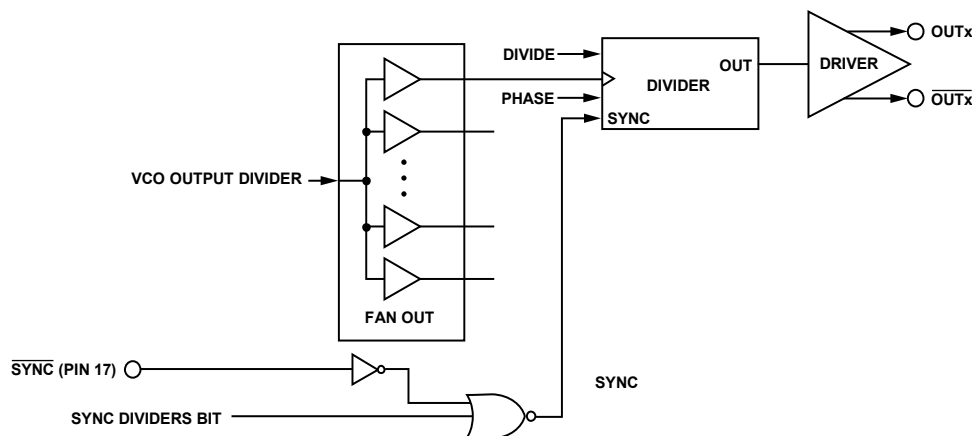 OUTx
DIVIDE
OUT
DRIVER
DIVIDER
PHASE
OUTx
SYNC
VCO OUTPUT DIVIDER
FAN OUT
SYNC (PIN 17)
SYNC
SYNC DIVIDERS BIT